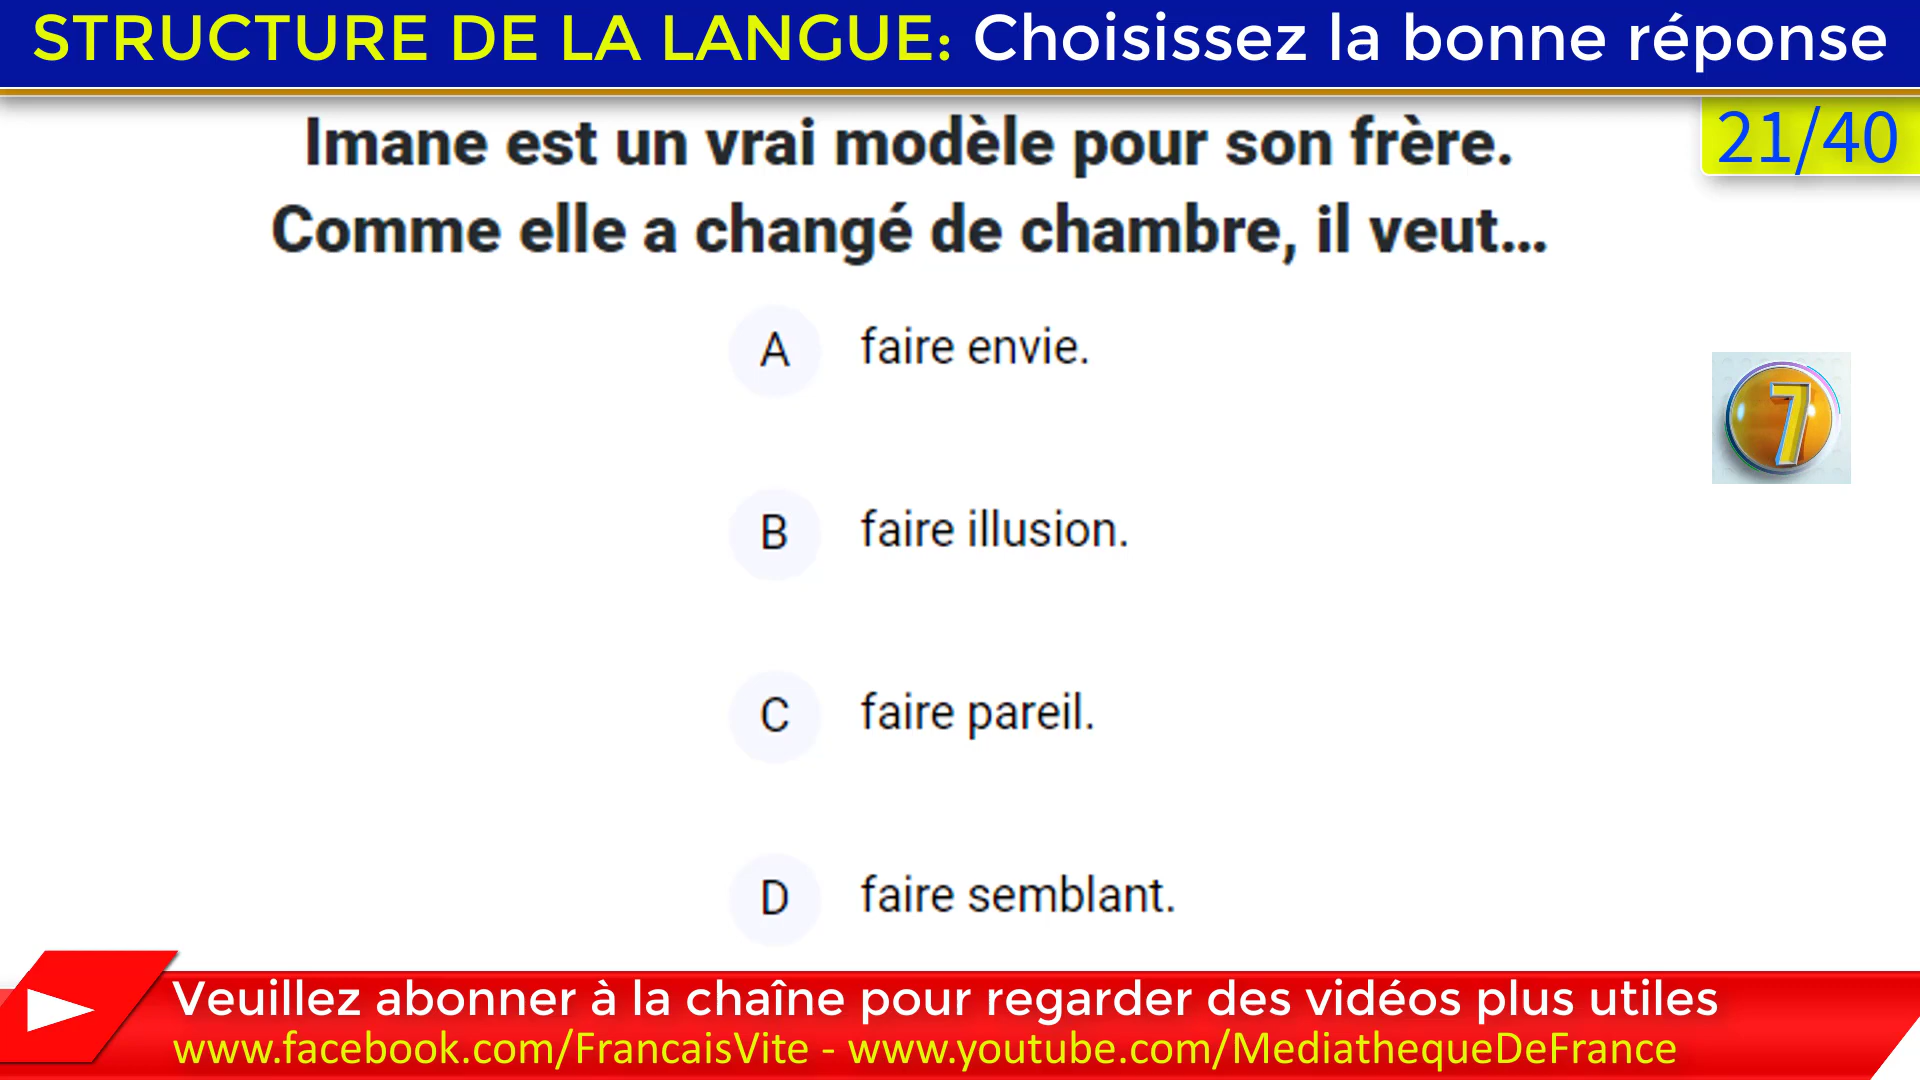 STRUCTURE DE LA LANGUE: Choisissez la bonne réponse
21/40
Imane est un vrai modèle pour son frère.
Comme elle a changé de chambre, il veut...
A faire envie.
7
B faire illusion.
C faire pareil.
D faire semblant.
Veuillez abonner à la chaîne pour regarder des vidéos plus utiles
www.facebook.com/FrancaisVite - www.youtube.com/MediathequeDeFrance